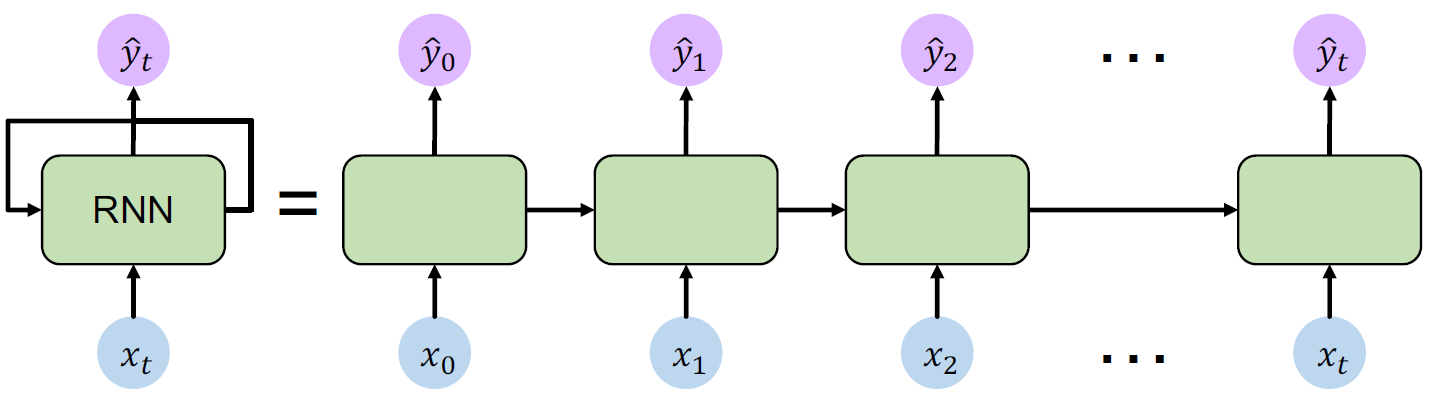 ŷt ŷ0 ŷ1 ŷ2 ... ŷt
RNN =
xt x0 x1 x2 ... xt